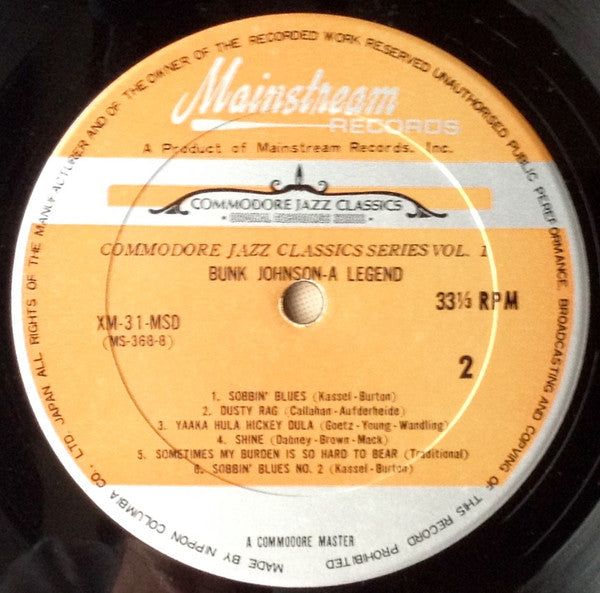 ALL RIGHTS OF THE MANUFACTURER AND OF THE OWNER OF THE RECORDED WORK RESERVED UNAUTHORISED PUBLIC PERFORMANCE, BROADCASTING AND COPYING OF THIS RECORD PROHIBITED
Mainstream
RECORDS
A Product of Mainstream Records, Inc.
COMMODORE JAZZ CLASSICS
COMMODORE JAZZ CLASSICS SERIES VOL. 1
BUNK JOHNSON-A LEGEND
33⅓ RPM
XM-31-MSD
(MS-368-B)
2
1. SOBBIN' BLUES (Kassel-Burton)
2. DUSTY RAG (Callahan-Aufderheide)
3. YAAKA HULA HICKEY DULA (Goetz-Young-Wandling)
4. SHINE (Dabney-Brown-Mack)
5. SOMETIMES MY BURDEN IS SO HARD TO BEAR (Traditional)
6. SOBBIN' BLUES NO. 2 (Kassel-Burton)
A COMMODORE MASTER
MADE BY NIPPON COLUMBIA CO., LTD. JAPAN